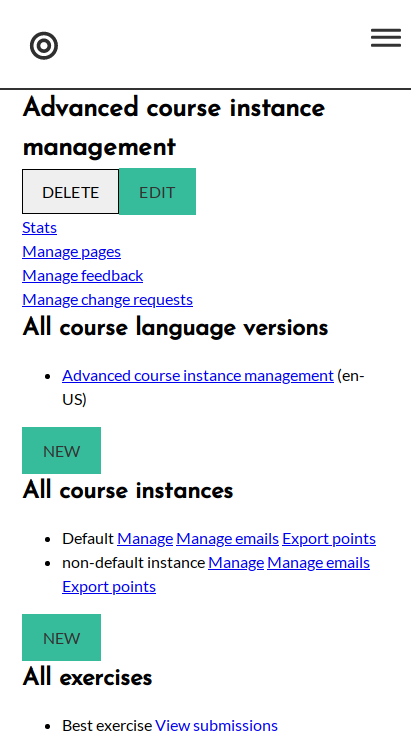 Advanced course instance
management
DELETE EDIT
Stats
Manage pages
Manage feedback
Manage change requests
All course language versions
Advanced course instance management (en-
US)
NEW
All course instances
Default Manage Manage emails Export points
non-default instance Manage Manage emails
Export points
NEW
All exercises
Best exercise View submissions